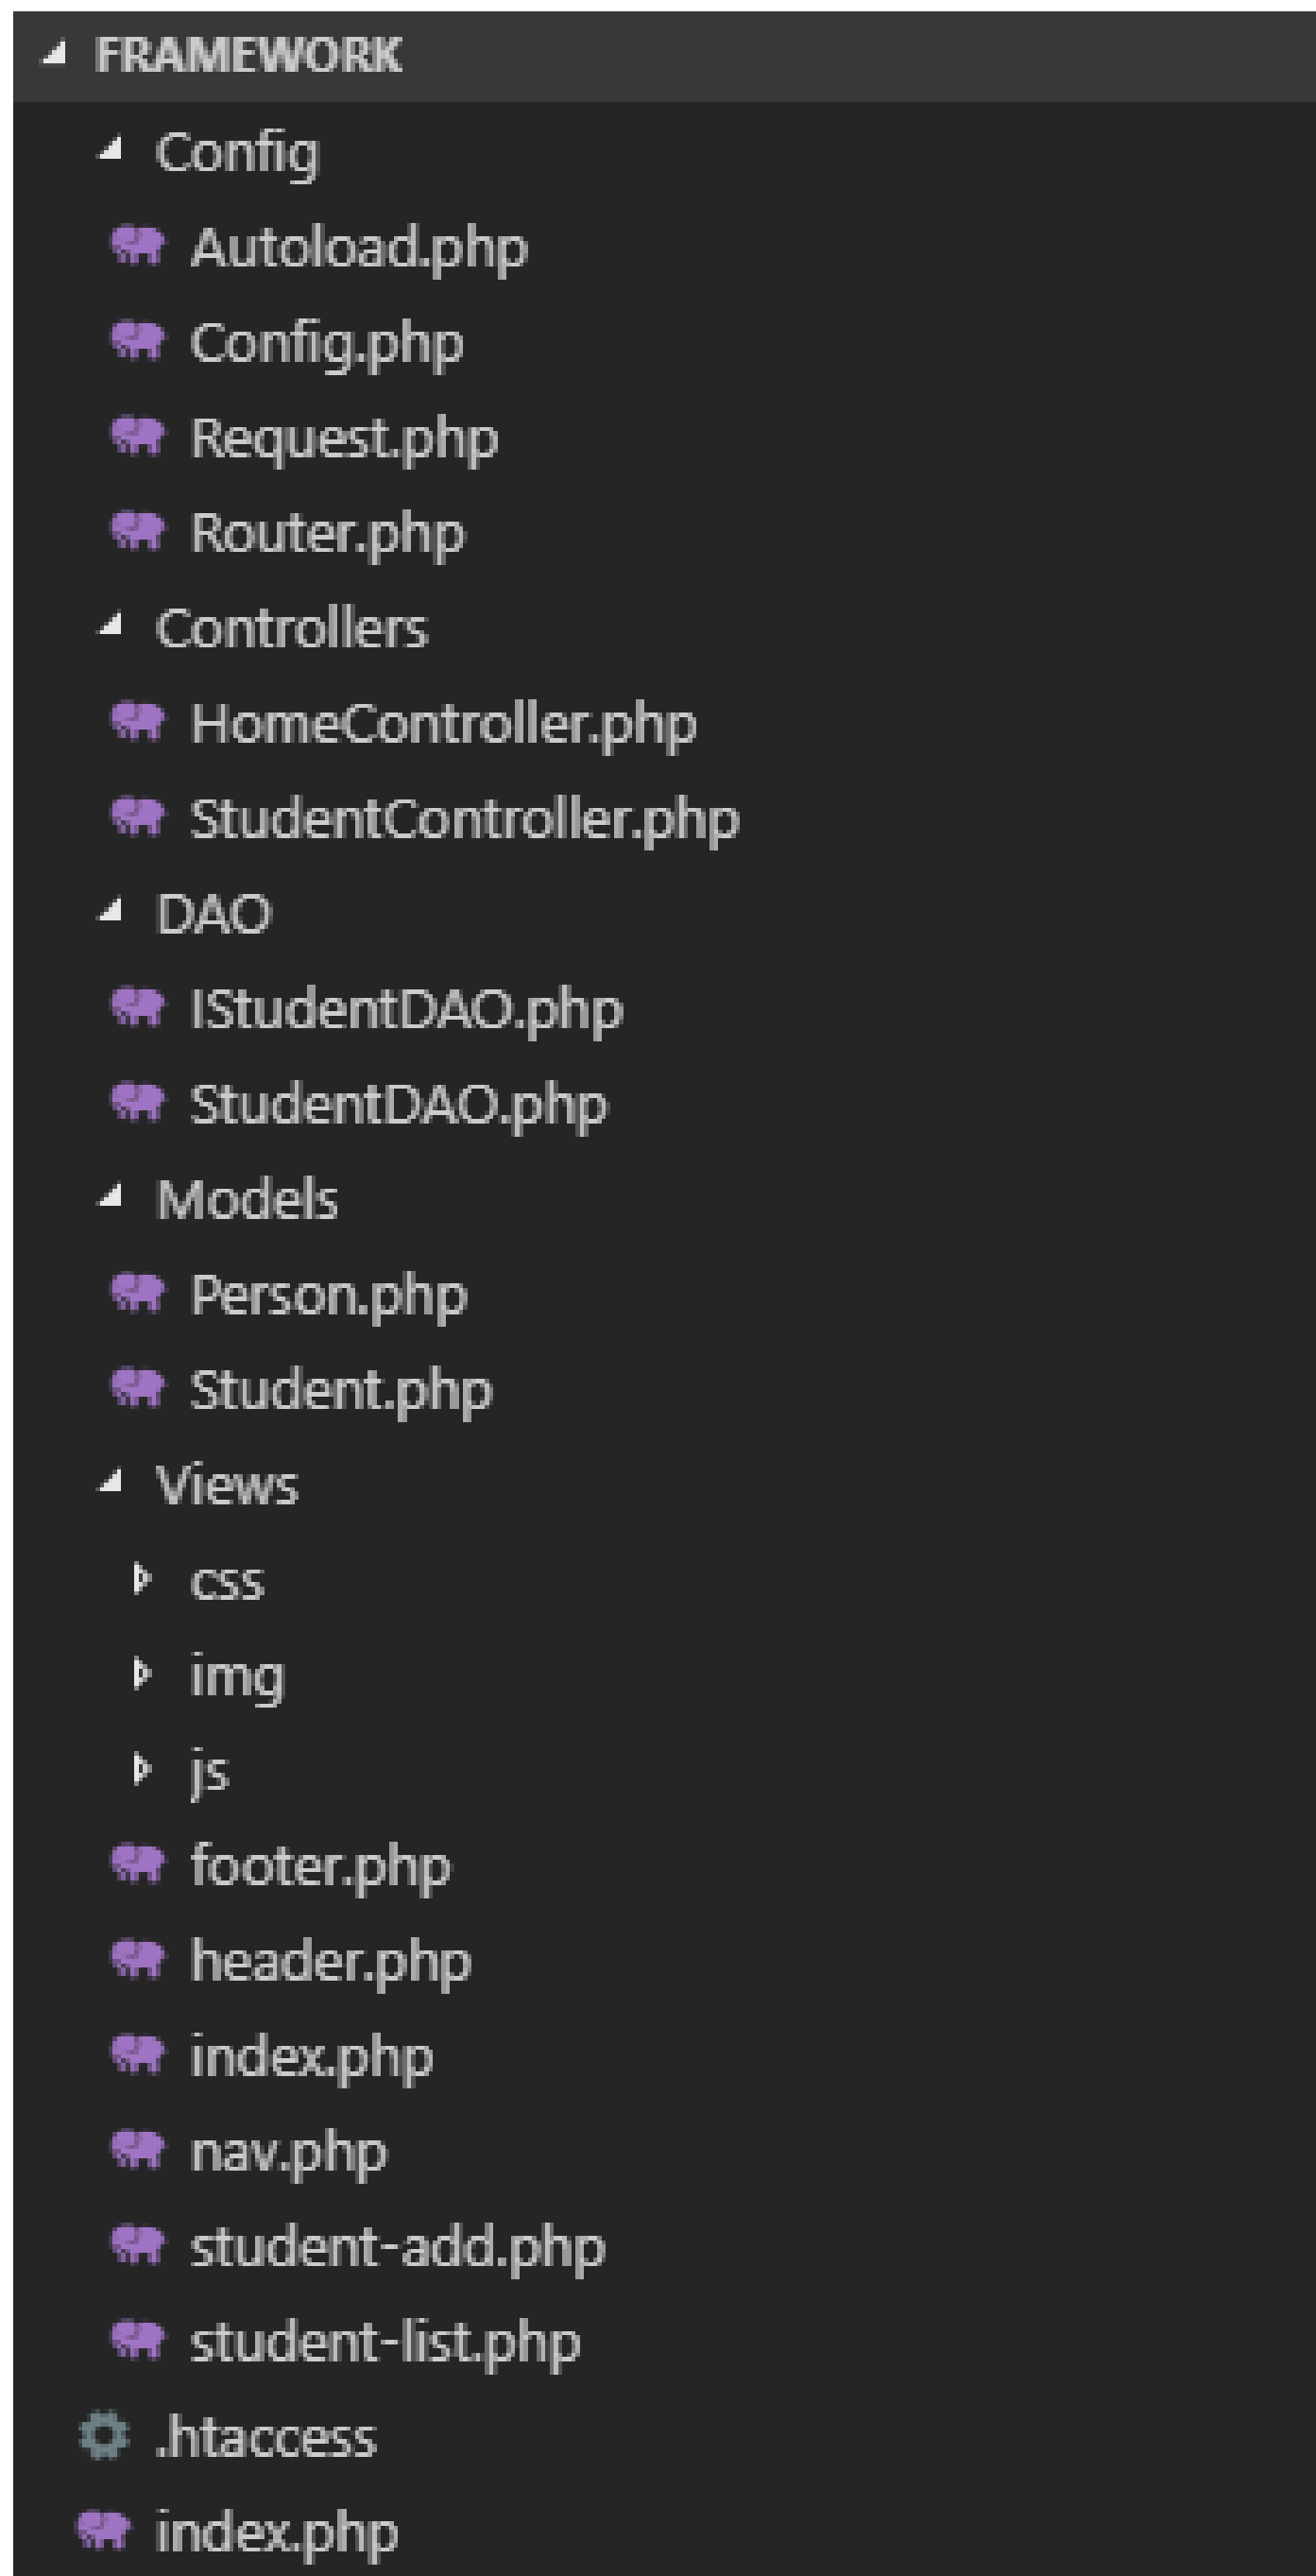 FRAMEWORK
Config
Autoload.php
Config.php
Request.php
Router.php
Controllers
HomeController.php
StudentController.php
DAO
IStudentDAO.php
StudentDAO.php
Models
Person.php
Student.php
Views
css
img
js
footer.php
header.php
index.php
nav.php
student-add.php
student-list.php
.htaccess
index.php